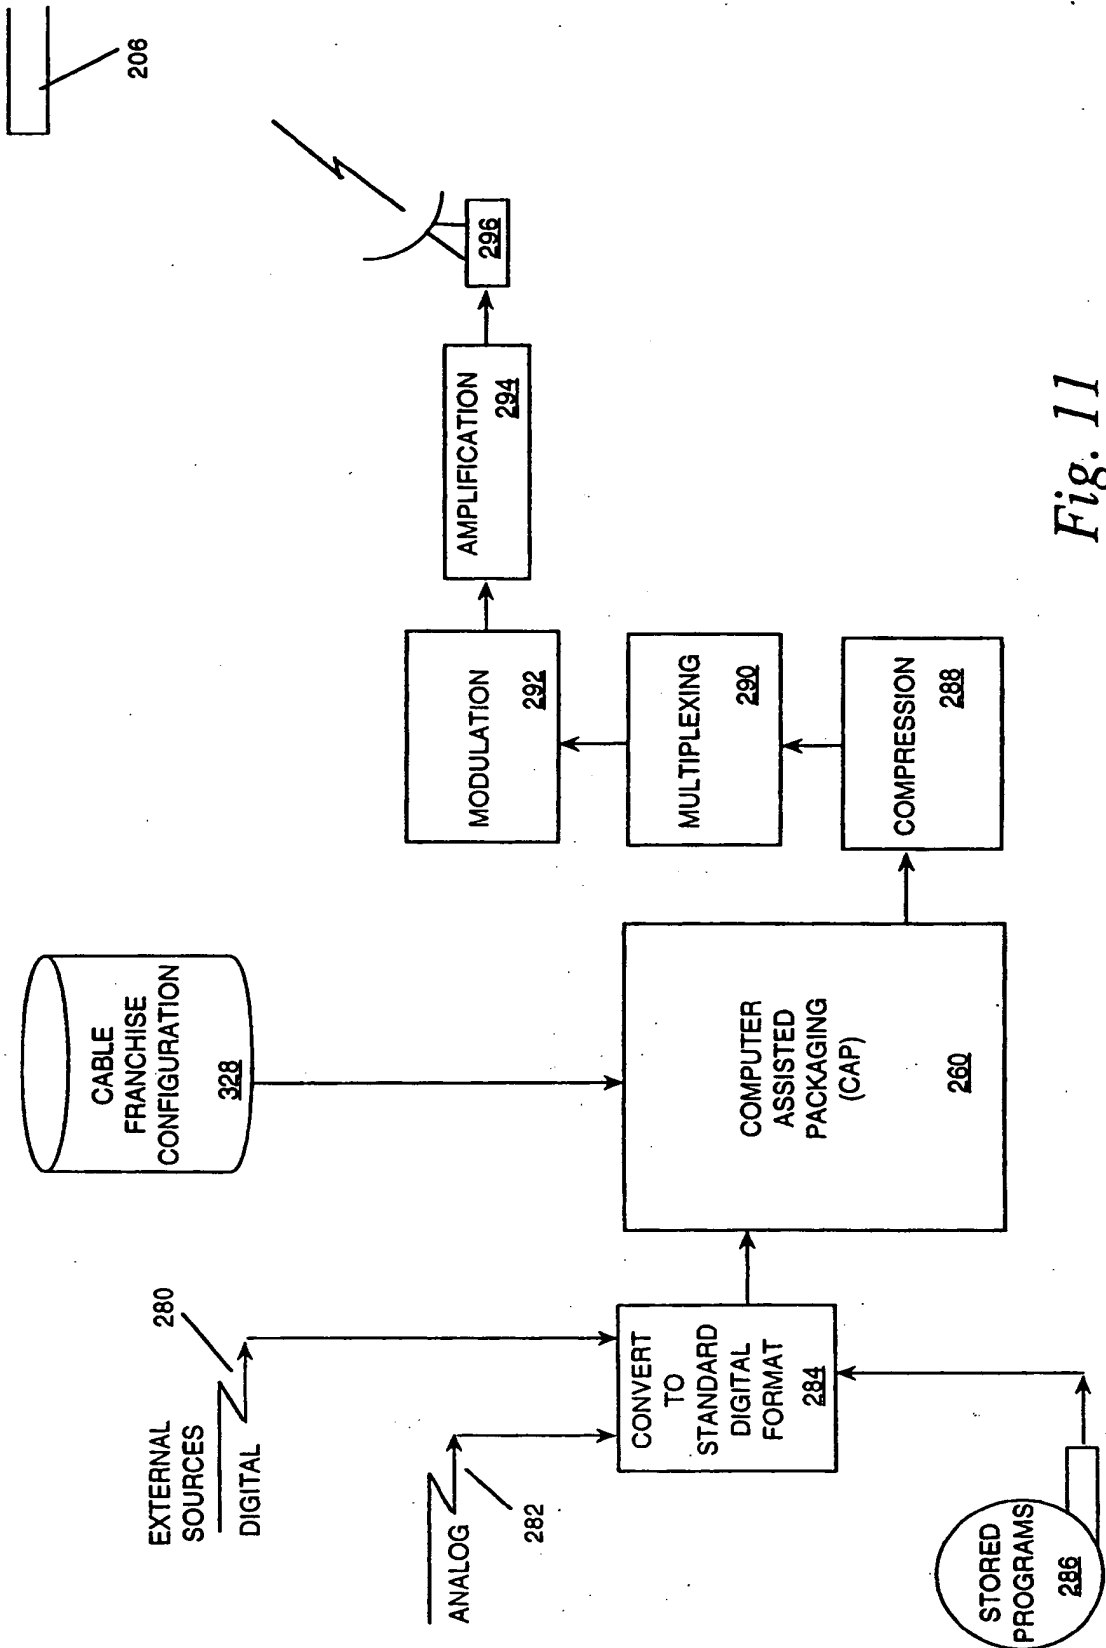 206
EXTERNAL
SOURCES
DIGITAL
280
ANALOG
282
STORED
PROGRAMS
286
CONVERT
TO
STANDARD
DIGITAL
FORMAT
284
CABLE
FRANCHISE
CONFIGURATION
328
COMPUTER
ASSISTED
PACKAGING
(CAP)
260
COMPRESSION
288
MULTIPLEXING
290
MODULATION
292
AMPLIFICATION
294
296
Fig. 11